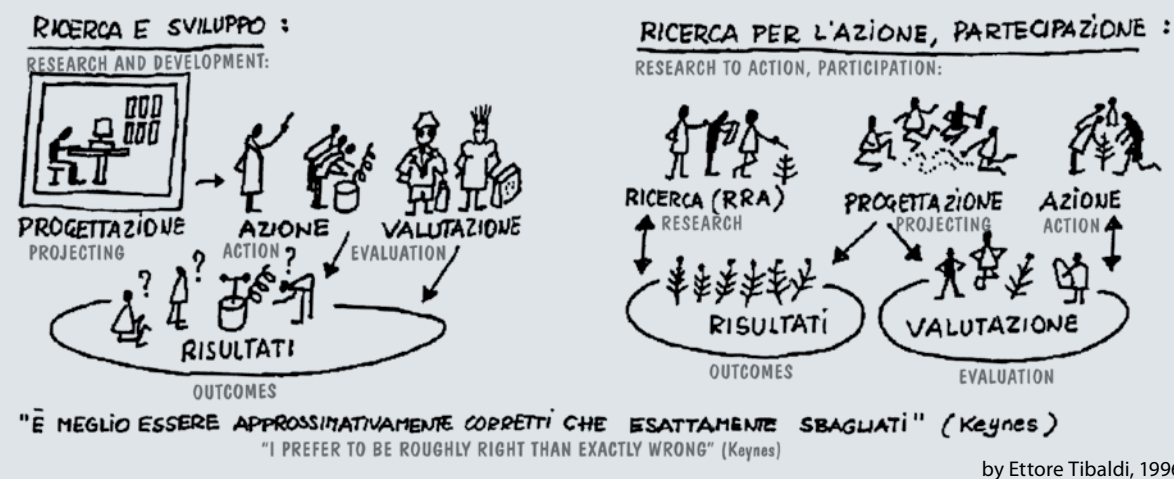 RICERCA E SVILUPPO :
RESEARCH AND DEVELOPMENT:
PROGETTAZIONE
PROJECTING
AZIONE
ACTION
VALUTAZIONE
EVALUATION
? ? ?
RISULTATI
OUTCOMES
RICERCA PER L'AZIONE, PARTECIPAZIONE :
RESEARCH TO ACTION, PARTICIPATION:
RICERCA (RRA)
RESEARCH
PROGETTAZIONE
PROJECTING
AZIONE
ACTION
RISULTATI
OUTCOMES
VALUTAZIONE
EVALUATION
"È MEGLIO ESSERE APPROSSIMATIVAMENTE CORRETTI CHE ESATTAMENTE SBAGLIATI" (Keynes)
"I PREFER TO BE ROUGHLY RIGHT THAN EXACTLY WRONG" (Keynes)
by Ettore Tibaldi, 1996